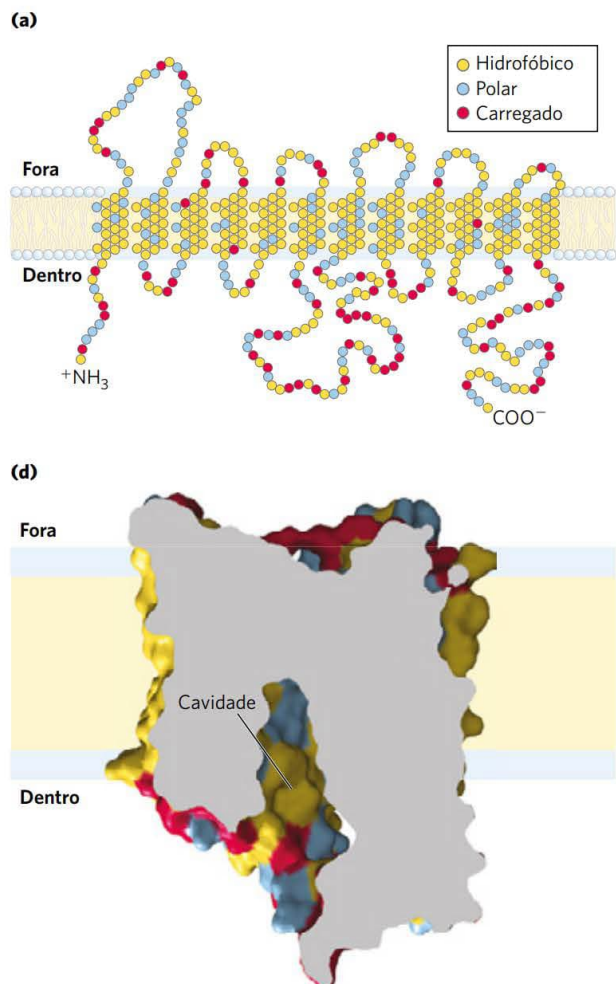 (a)
Hidrofóbico
Polar
Carregado
Fora
Dentro
⁺NH₃
COO⁻
(d)
Fora
Cavidade
Dentro